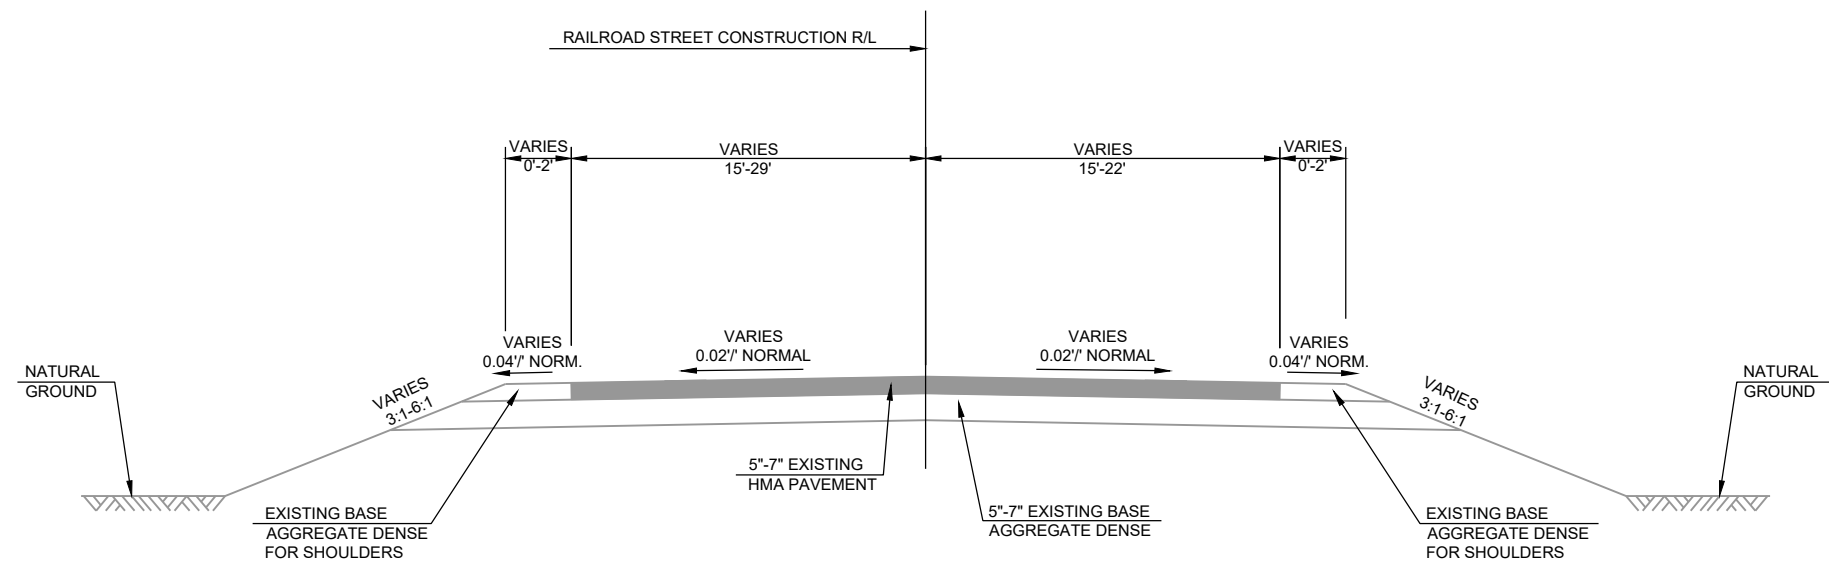 RAILROAD STREET CONSTRUCTION R/L
VARIES
0'-2'
VARIES
15'-29'
VARIES
15'-22'
VARIES
0'-2'
VARIES
0.04'/' NORM.
VARIES
0.02'/' NORMAL
VARIES
0.02'/' NORMAL
VARIES
0.04'/' NORM.
NATURAL
GROUND
VARIES
3:1-6:1
VARIES
3:1-6:1
NATURAL
GROUND
5"-7" EXISTING
HMA PAVEMENT
EXISTING BASE
AGGREGATE DENSE
FOR SHOULDERS
5"-7" EXISTING BASE
AGGREGATE DENSE
EXISTING BASE
AGGREGATE DENSE
FOR SHOULDERS